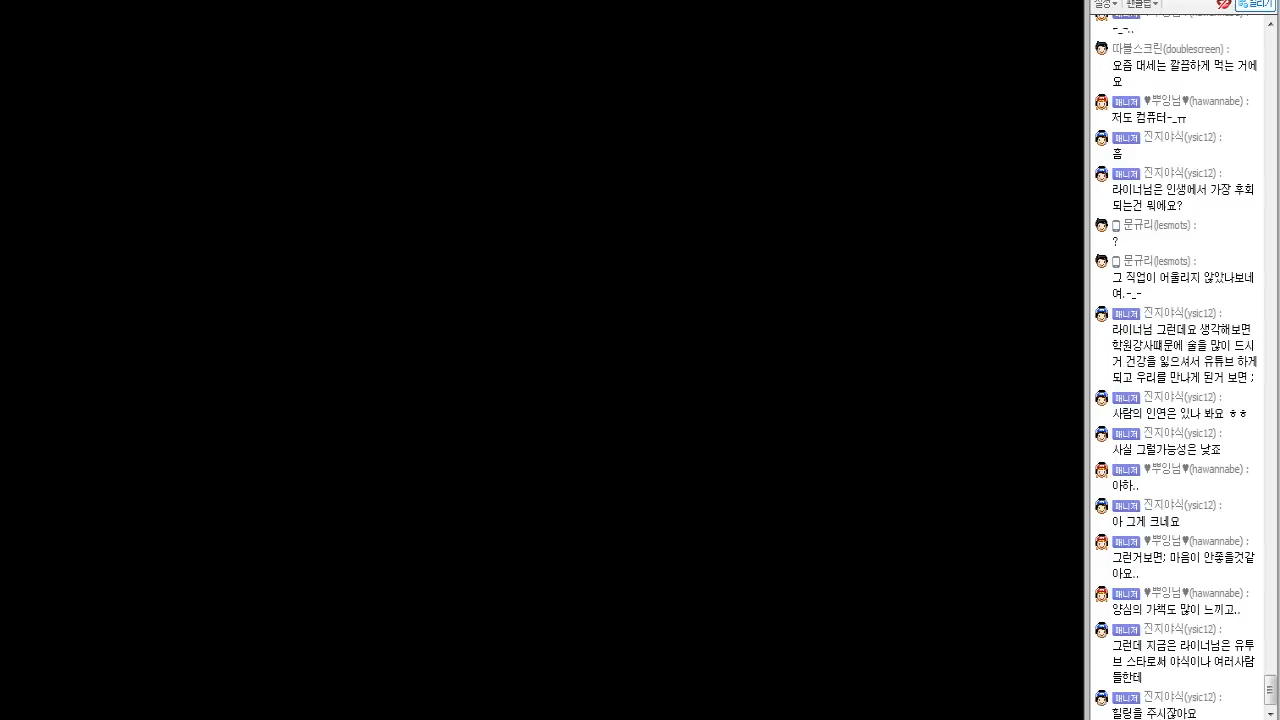 설정 팬클럽 알리기
매니저 ♥뿌잉님♥(hawannabe) :
-_-..
따블스크린(doublescreen) :
요즘 대세는 깔끔하게 먹는 거에
요
매니저 ♥뿌잉님♥(hawannabe) :
저도 컴퓨터-_ㅠ
매니저 진지야식(ysic12) :
흠
매니저 진지야식(ysic12) :
라이너님은 인생에서 가장 후회
되는건 뭐에요?
문규리(lesmots) :
?
문규리(lesmots) :
그 직업이 어울리지 않았나보네
여.-_-
매니저 진지야식(ysic12) :
라이너님 그런데요 생각해보면
학원강사때문에 술을 많이 드시
거 건강을 잃으셔서 유튜브 하게
되고 우리를 만나게 된거 보면 ;
매니저 진지야식(ysic12) :
사람의 인연은 있나 봐요 ㅎㅎ
매니저 진지야식(ysic12) :
사실 그럴가능성은 낮죠
매니저 ♥뿌잉님♥(hawannabe) :
아하..
매니저 진지야식(ysic12) :
아 그게 크네요
매니저 ♥뿌잉님♥(hawannabe) :
그런거보면; 마음이 안좋을것같
아요..
매니저 ♥뿌잉님♥(hawannabe) :
양심의 가책도 많이 느끼고..
매니저 진지야식(ysic12) :
그런데 지금은 라이너님은 유투
브 스타로써 야식이나 여러사람
들한테
매니저 진지야식(ysic12) :
힐링을 주시잖아요